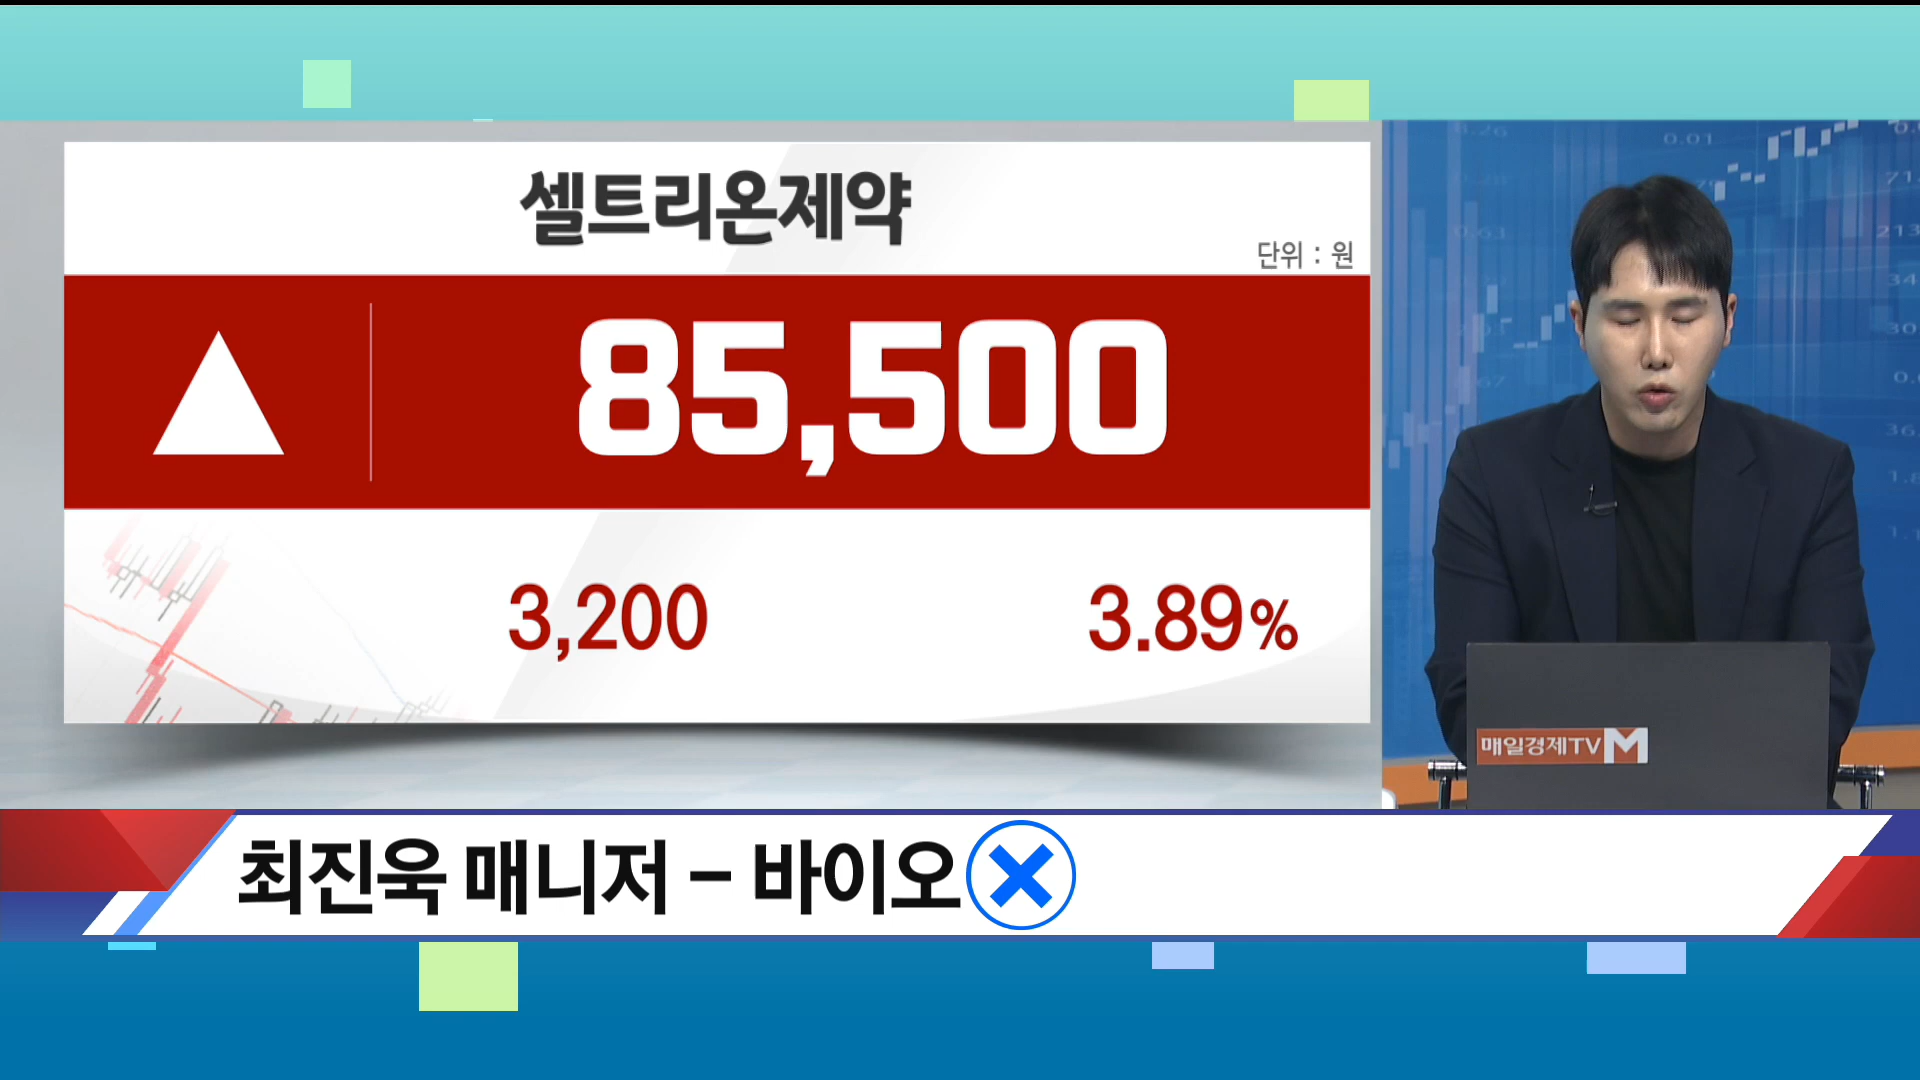 셀트리온제약
단위 : 원
▲ 85,500
3,200 3.89%
매일경제TV M
최진욱 매니저 - 바이오